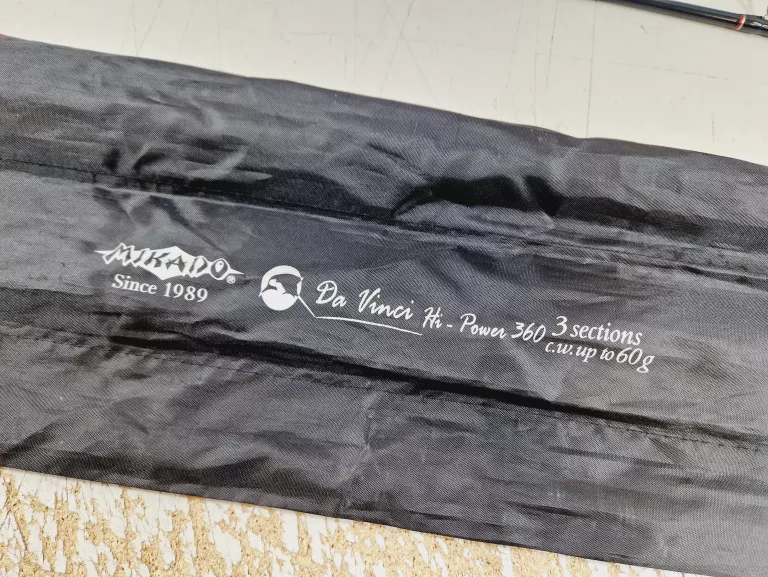 MIKADO®
Since 1989
Da Vinci Hi - Power 360 3 sections
c.w. up to 60g